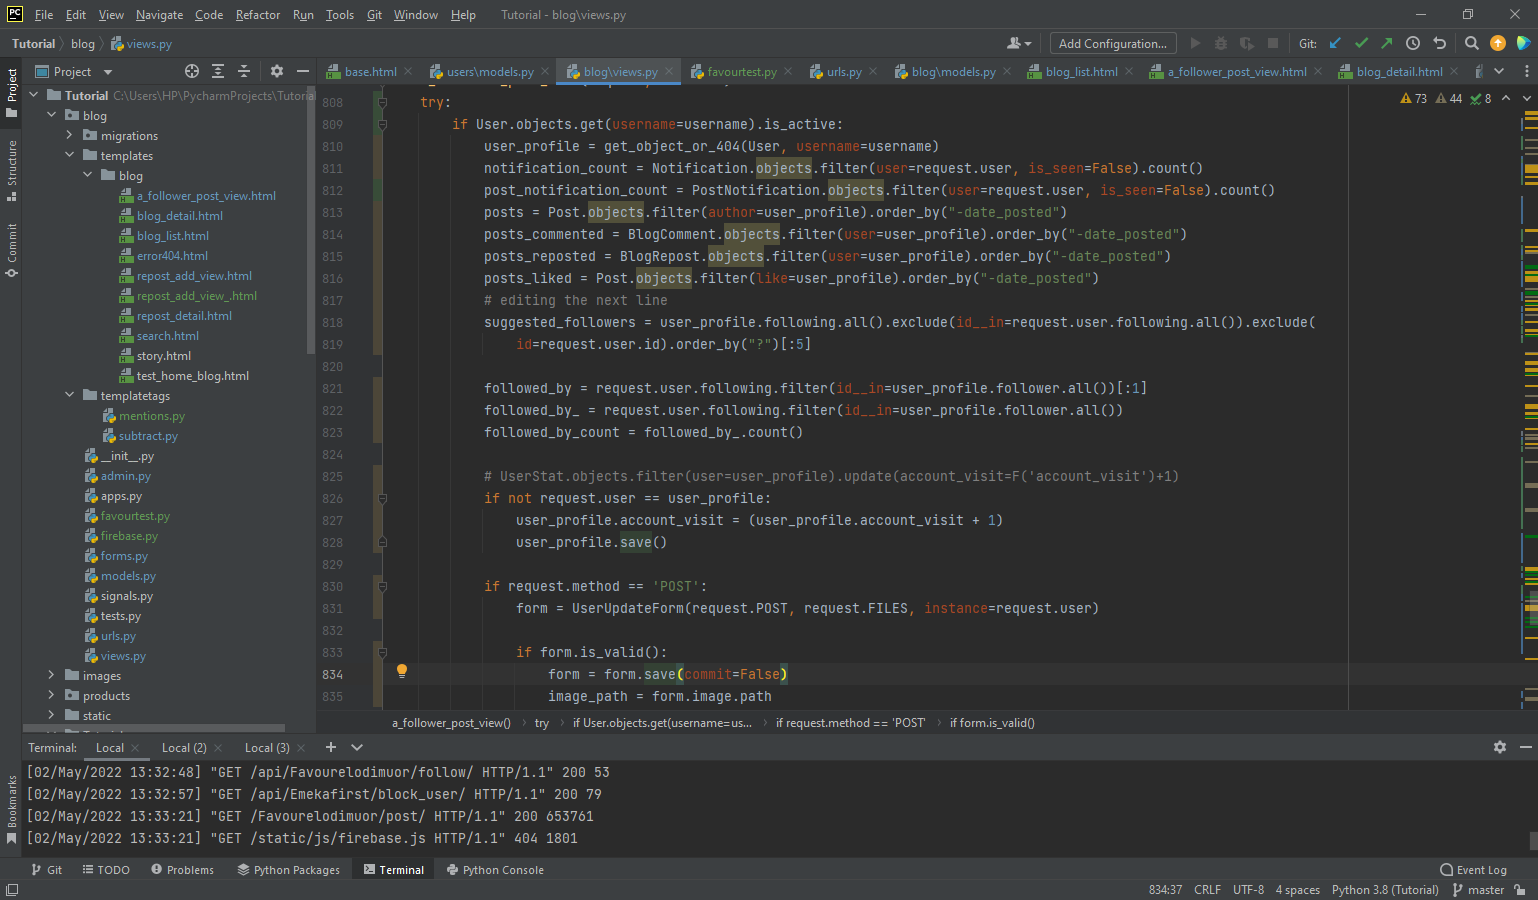 PC File Edit View Navigate Code Refactor Run Tools Git Window Help Tutorial - blog\views.py
Tutorial blog views.py Add Configuration... Git:
Project base.html users\models.py blog\views.py favourtest.py urls.py blog\models.py blog_list.html a_follower_post_view.html blog_detail.html
Project
Structure
Commit
Bookmarks
Tutorial C:\Users\HP\PycharmProjects\Tutorial
blog
migrations
templates
blog
a_follower_post_view.html
blog_detail.html
blog_list.html
error404.html
repost_add_view.html
repost_add_view_.html
repost_detail.html
search.html
story.html
test_home_blog.html
templatetags
mentions.py
subtract.py
__init__.py
admin.py
apps.py
favourtest.py
firebase.py
forms.py
models.py
signals.py
tests.py
urls.py
views.py
images
products
static
73 44 8
808 try:
809 if User.objects.get(username=username).is_active:
810 user_profile = get_object_or_404(User, username=username)
811 notification_count = Notification.objects.filter(user=request.user, is_seen=False).count()
812 post_notification_count = PostNotification.objects.filter(user=request.user, is_seen=False).count()
813 posts = Post.objects.filter(author=user_profile).order_by("-date_posted")
814 posts_commented = BlogComment.objects.filter(user=user_profile).order_by("-date_posted")
815 posts_reposted = BlogRepost.objects.filter(user=user_profile).order_by("-date_posted")
816 posts_liked = Post.objects.filter(like=user_profile).order_by("-date_posted")
817 # editing the next line
818 suggested_followers = user_profile.following.all().exclude(id__in=request.user.following.all()).exclude(
819 id=request.user.id).order_by("?")[:5]
820
821 followed_by = request.user.following.filter(id__in=user_profile.follower.all())[:1]
822 followed_by_ = request.user.following.filter(id__in=user_profile.follower.all())
823 followed_by_count = followed_by_.count()
824
825 # UserStat.objects.filter(user=user_profile).update(account_visit=F('account_visit')+1)
826 if not request.user == user_profile:
827 user_profile.account_visit = (user_profile.account_visit + 1)
828 user_profile.save()
829
830 if request.method == 'POST':
831 form = UserUpdateForm(request.POST, request.FILES, instance=request.user)
832
833 if form.is_valid():
834 form = form.save(commit=False)
835 image_path = form.image.path
a_follower_post_view() try if User.objects.get(username=us... if request.method == 'POST' if form.is_valid()
Terminal: Local Local (2) Local (3)
[02/May/2022 13:32:48] "GET /api/Favourelodimuor/follow/ HTTP/1.1" 200 53
[02/May/2022 13:32:57] "GET /api/Emekafirst/block_user/ HTTP/1.1" 200 79
[02/May/2022 13:33:21] "GET /Favourelodimuor/post/ HTTP/1.1" 200 653761
[02/May/2022 13:33:21] "GET /static/js/firebase.js HTTP/1.1" 404 1801
Git TODO Problems Python Packages Terminal Python Console Event Log
834:37 CRLF UTF-8 4 spaces Python 3.8 (Tutorial) master